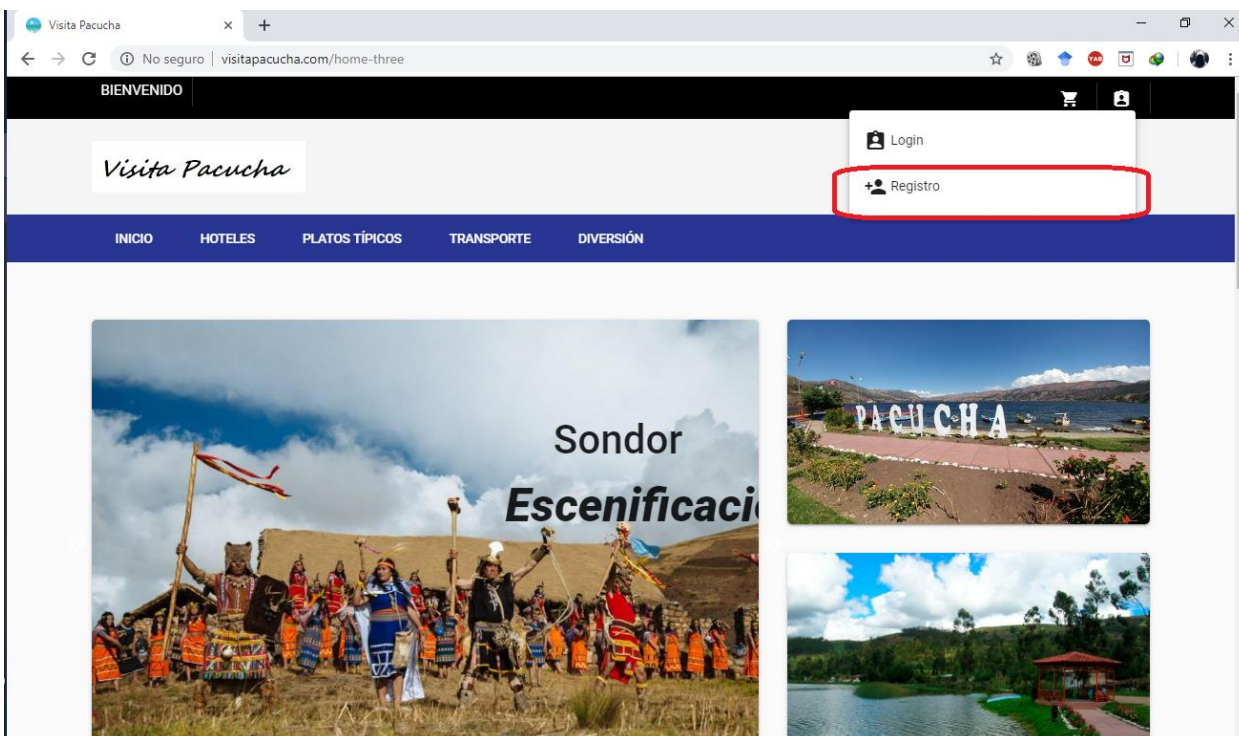 Visita Pacucha
No seguro | visitapacucha.com/home-three
BIENVENIDO
Login
Visita Pacucha
Registro
INICIO HOTELES PLATOS TÍPICOS TRANSPORTE DIVERSIÓN
Sondor
Escenificaci
PACUCHA